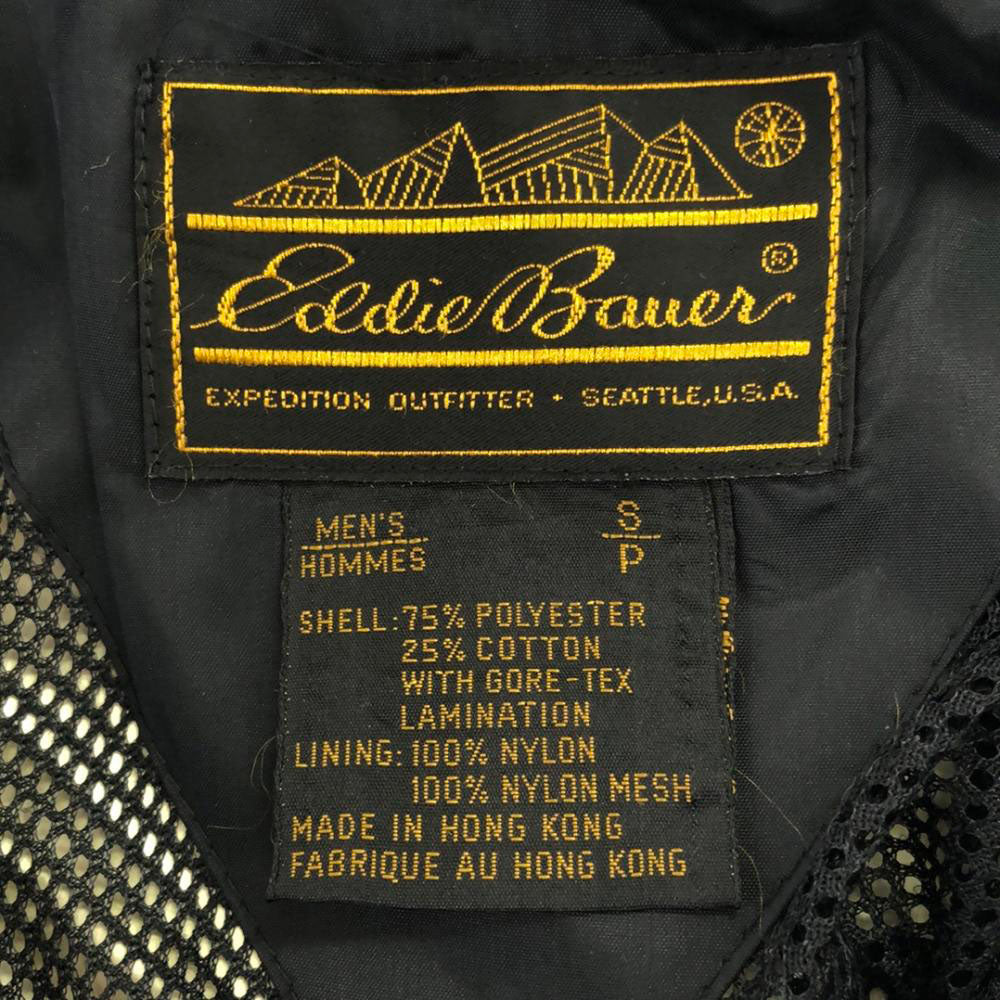 Eddie Bauer ®
EXPEDITION OUTFITTER • SEATTLE, U.S.A.
MEN'S S
HOMMES P
SHELL: 75% POLYESTER
25% COTTON
WITH GORE-TEX
LAMINATION
LINING: 100% NYLON
100% NYLON MESH
MADE IN HONG KONG
FABRIQUE AU HONG KONG